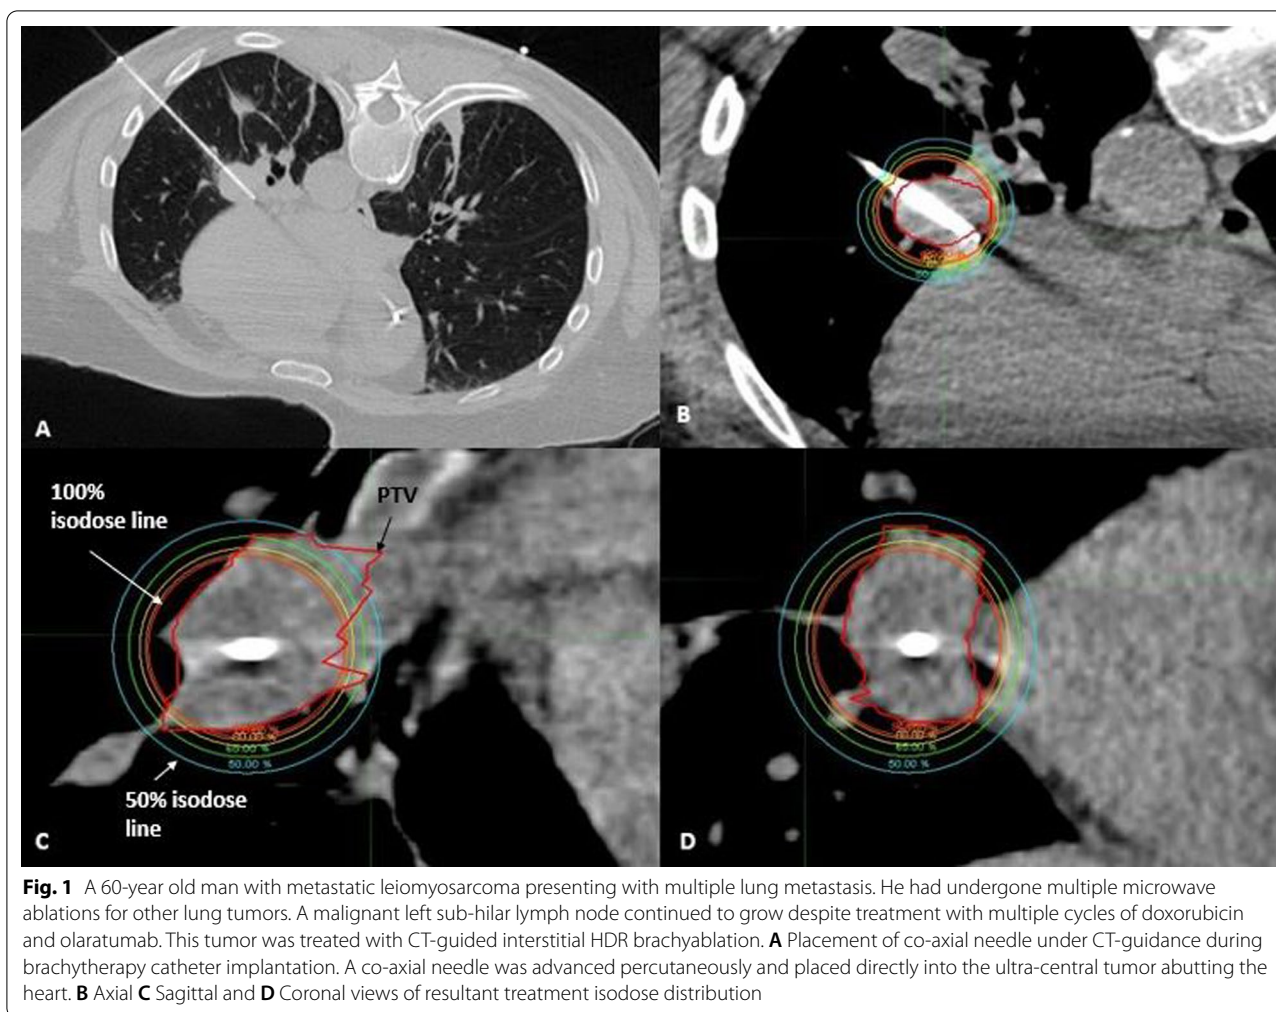 A
B
100%
isodose line
PTV
65.00 %
50.00 %
50% isodose
line
C
80.00 %
65.00 %
50.00 %
D
Fig. 1 A 60-year old man with metastatic leiomyosarcoma presenting with multiple lung metastasis. He had undergone multiple microwave
ablations for other lung tumors. A malignant left sub-hilar lymph node continued to grow despite treatment with multiple cycles of doxorubicin
and olaratumab. This tumor was treated with CT-guided interstitial HDR brachyablation. A Placement of co-axial needle under CT-guidance during
brachytherapy catheter implantation. A co-axial needle was advanced percutaneously and placed directly into the ultra-central tumor abutting the
heart. B Axial C Sagittal and D Coronal views of resultant treatment isodose distribution